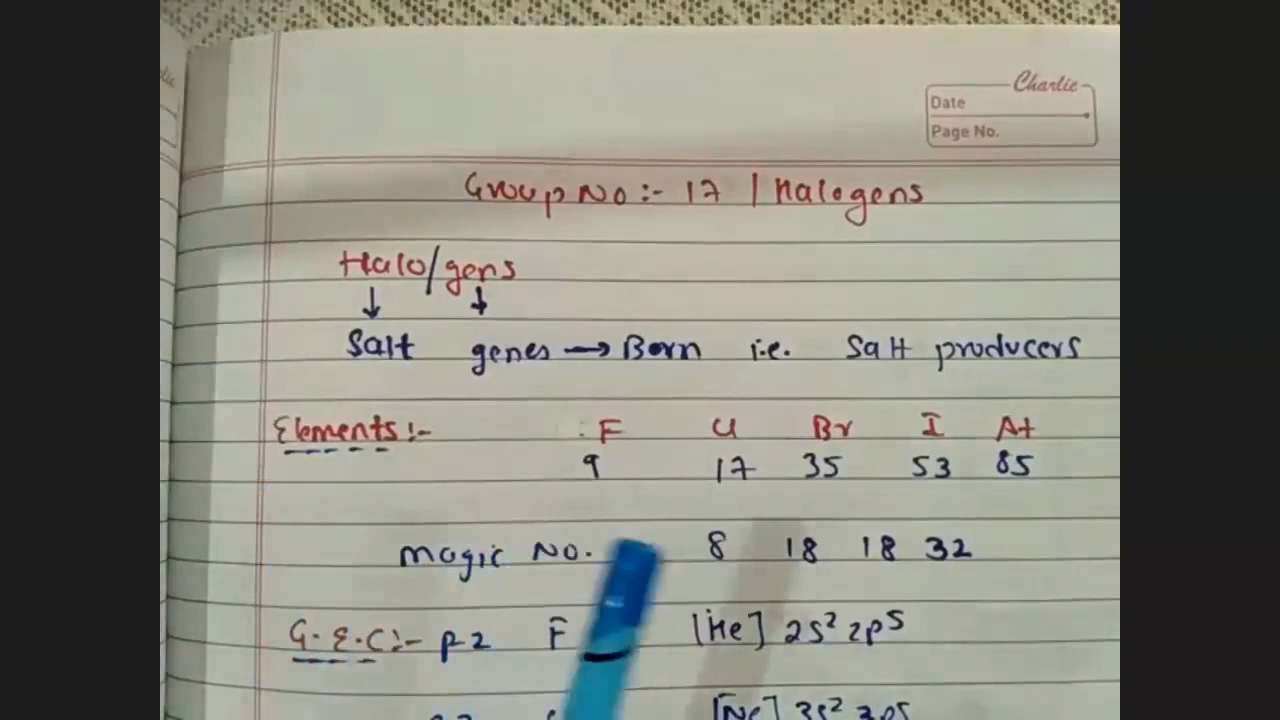 Charlie
Date
Page No.
Group No :- 17 | Halogens
Halo/gens
Salt genes → Born i.e. Salt producers
Elements :- F Cl Br I At
9 17 35 53 85
Magic No. 8 18 18 32
G.E.C :- P2 F [He] 2s² 2p⁵
[Ne] 3s² 3p⁵